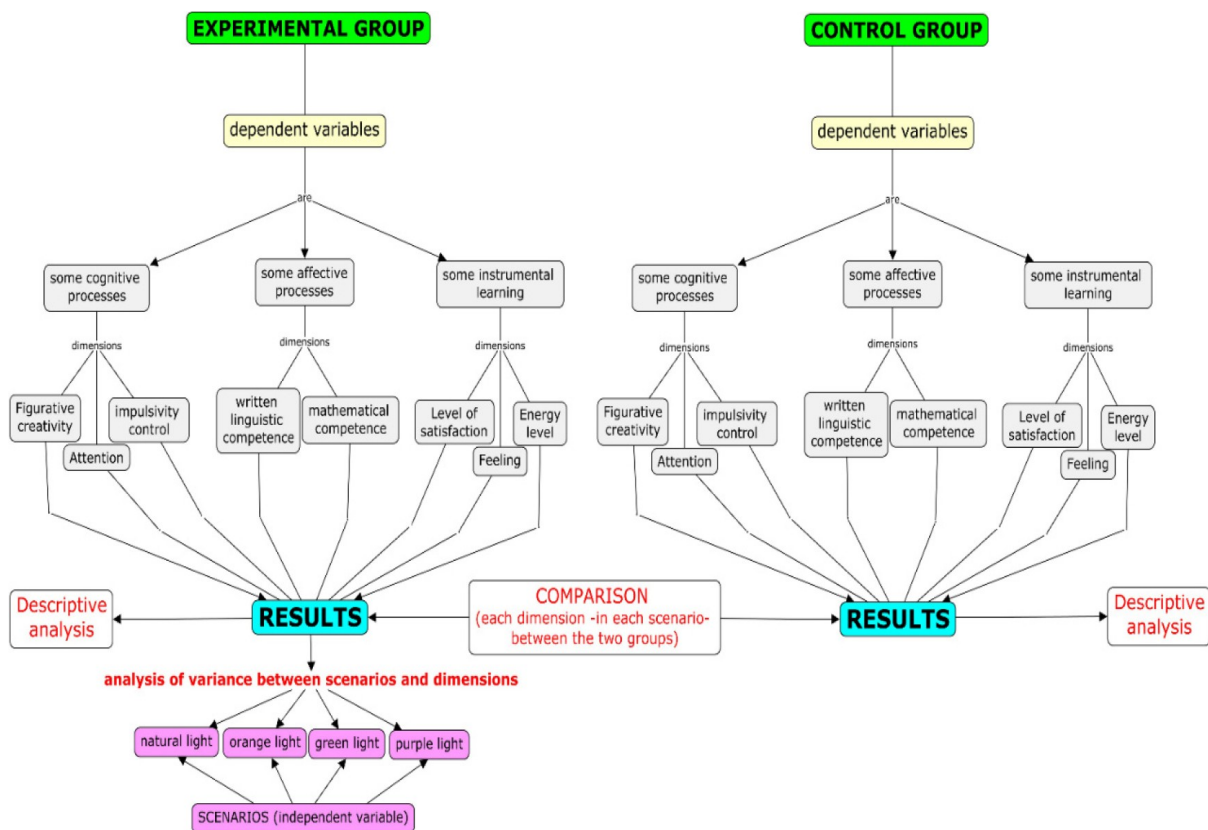 EXPERIMENTAL GROUP
CONTROL GROUP
dependent variables
dependent variables
are
are
some cognitive
processes
some affective
processes
some instrumental
learning
some cognitive
processes
some affective
processes
some instrumental
learning
dimensions
dimensions
dimensions
dimensions
dimensions
dimensions
Figurative
creativity
Attention
impulsivity
control
written
linguistic
competence
mathematical
competence
Level of
satisfaction
Feeling
Energy
level
Figurative
creativity
Attention
impulsivity
control
written
linguistic
competence
mathematical
competence
Level of
satisfaction
Feeling
Energy
level
Descriptive
analysis
RESULTS
COMPARISON
(each dimension -in each scenario-
between the two groups)
RESULTS
Descriptive
analysis
analysis of variance between scenarios and dimensions
natural light
orange light
green light
purple light
SCENARIOS (independent variable)